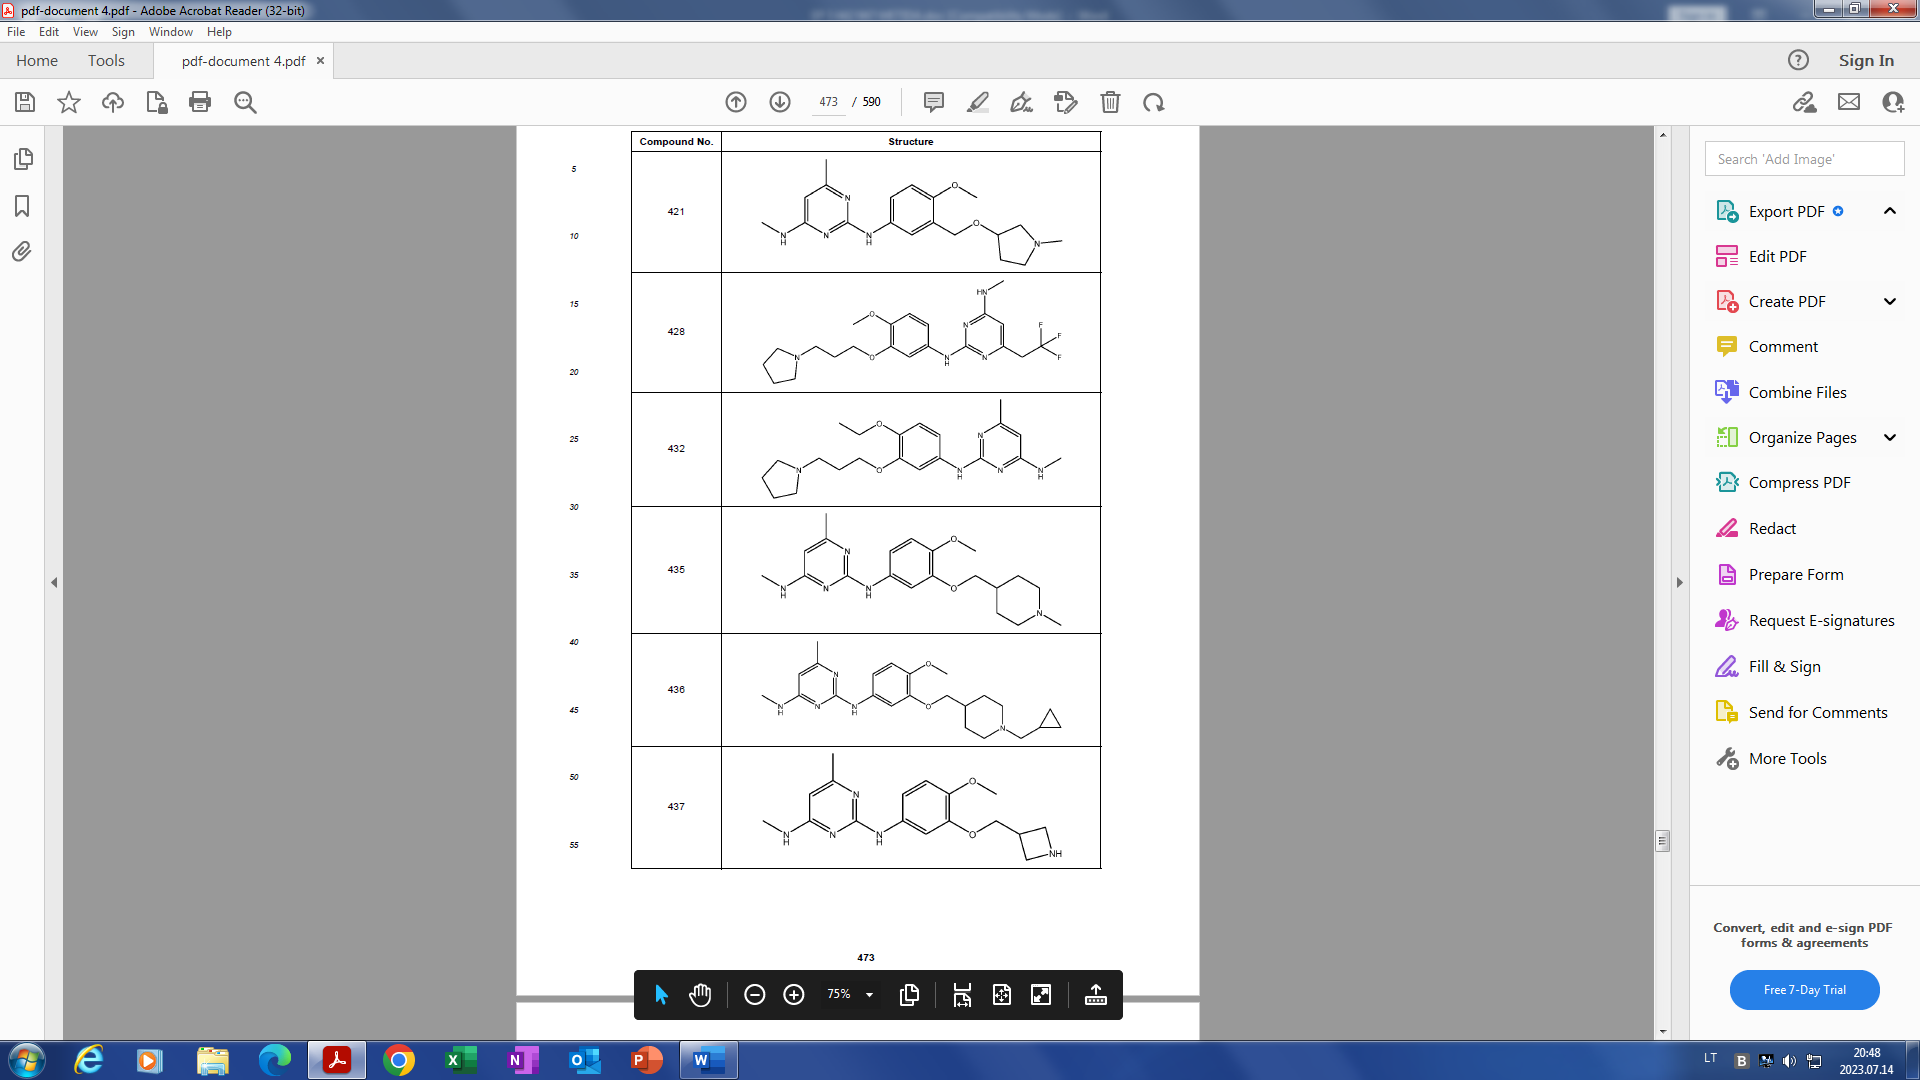 pdf-document 4.pdf - Adobe Acrobat Reader (32-bit)
File Edit View Sign Window Help
Home Tools pdf-document 4.pdf × ? Sign In
473 / 590
Compound No. Structure
5
421
N
N
N
H
N
H
O
O
N
10
15
428
HN
O
N
F
F
F
N
O
N
H
N
20
25
432
O
N
N
O
N
H
N
N
H
30
35
435
O
N
N
H
N
N
H
O
N
40
436
O
N
N
H
N
N
H
O
N
45
50
437
O
N
N
H
N
N
H
O
NH
55
473
75%
Search 'Add Image'
Export PDF
Edit PDF
Create PDF
Comment
Combine Files
Organize Pages
Compress PDF
Redact
Prepare Form
Request E-signatures
Fill & Sign
Send for Comments
More Tools
Convert, edit and e-sign PDF
forms & agreements
Free 7-Day Trial
LT
B
20:48
2023.07.14